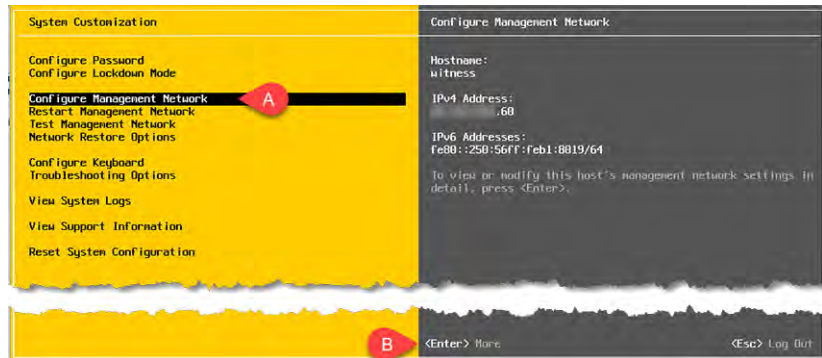 System Customization
Configure Password
Configure Lockdown Mode
Configure Management Network
A
Restart Management Network
Test Management Network
Network Restore Options
Configure Keyboard
Troubleshooting Options
View System Logs
View Support Information
Reset System Configuration
Configure Management Network
Hostname:
witness
IPv4 Address:
.60
IPv6 Addresses:
fe80::250:56ff:feb1:8019/64
To view or modify this host's management network settings in
detail, press <Enter>.
B
<Enter> More
<Esc> Log Out